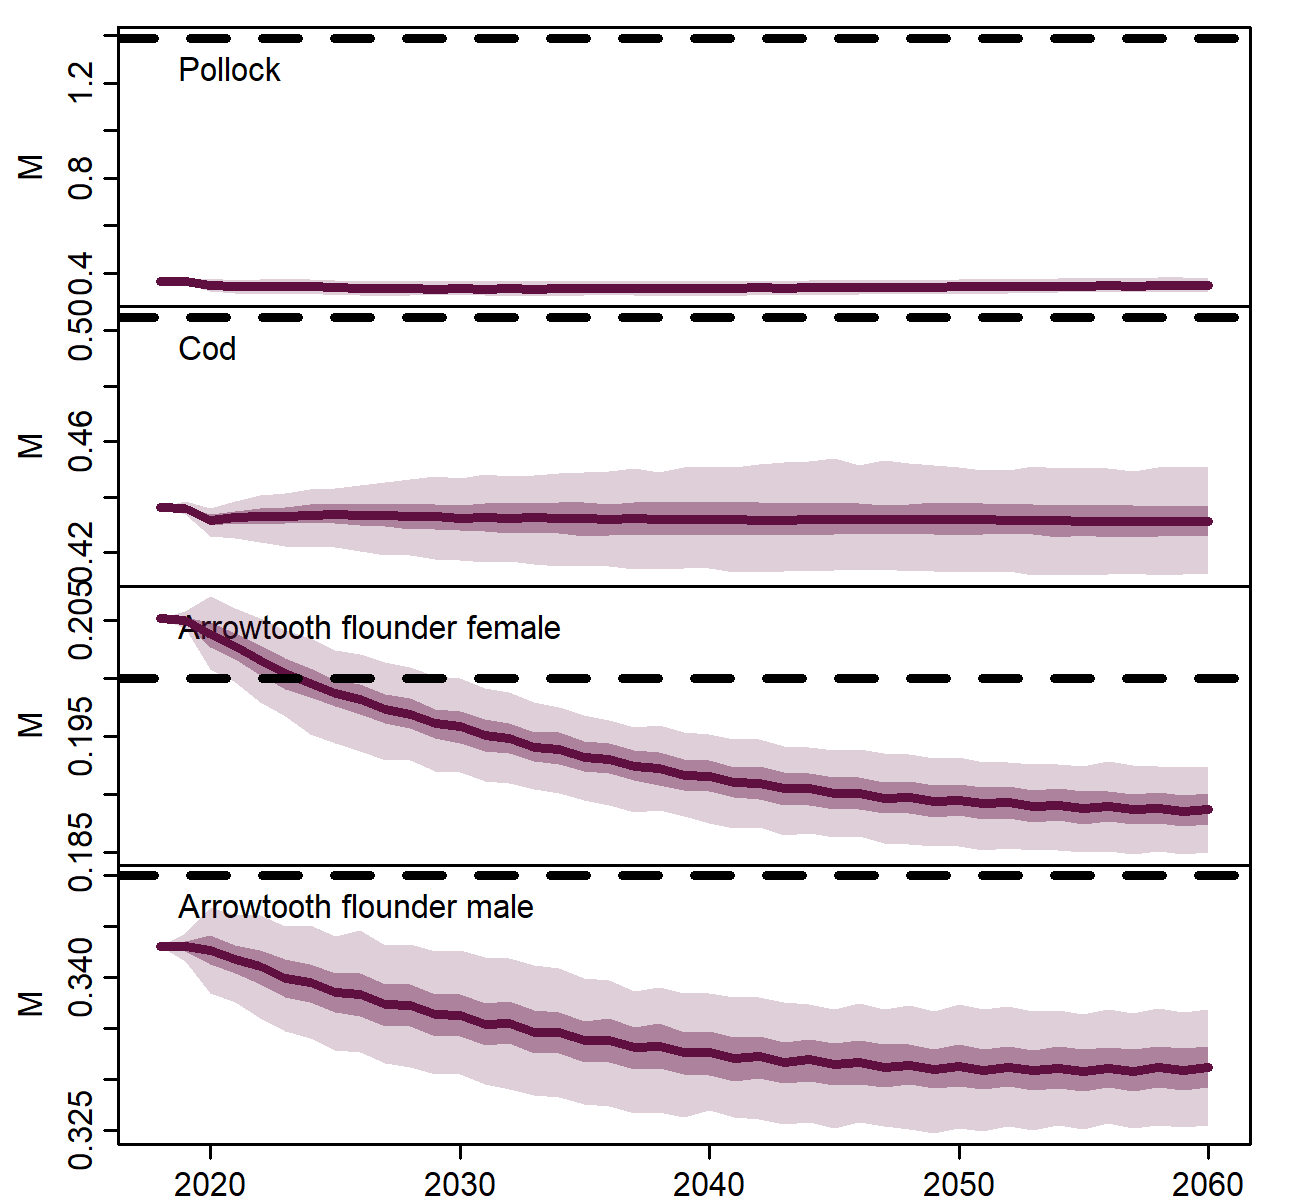 Pollock
M
1.2
0.8
0.4
Cod
M
0.50
0.46
0.42
Arrowtooth flounder female
M
0.205
0.195
0.185
Arrowtooth flounder male
M
0.340
0.325
2020 2030 2040 2050 2060